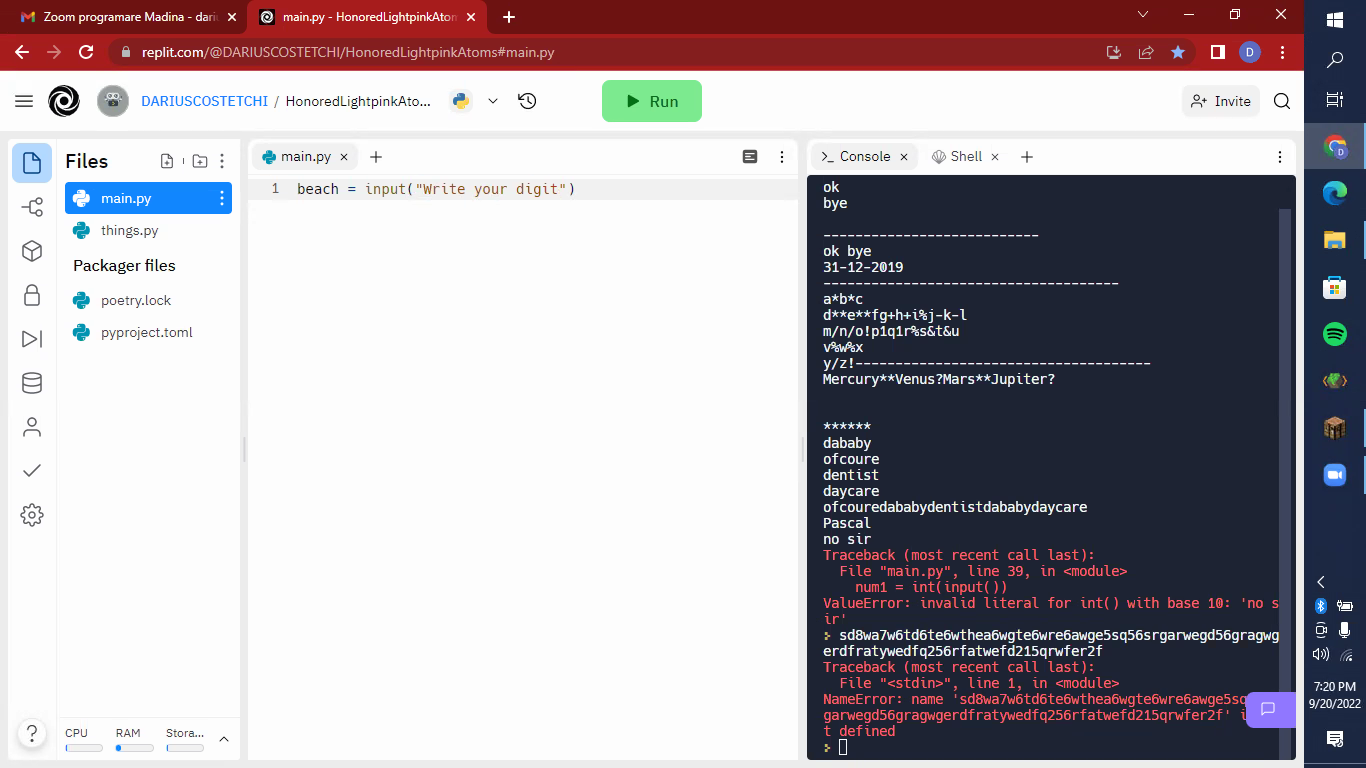 Zoom programare Madina - dari
main.py - HonoredLightpinkAtom
replit.com/@DARIUSCOSTETCHI/HonoredLightpinkAtoms#main.py
D
DARIUSCOSTETCHI / HonoredLightpinkAto...
Run
Invite
Files
main.py
things.py
Packager files
poetry.lock
pyproject.toml
CPU
RAM
Stora...
?
main.py
1 beach = input("Write your digit")
Console
Shell
ok
bye
---------------------------
ok bye
31-12-2019
-------------------------------------
a*b*c
d**e**fg+h+i%j-k-l
m/n/o!p1q1r%s&t&u
v%w%x
y/z!-------------------------------------
Mercury**Venus?Mars**Jupiter?
******
dababy
ofcoure
dentist
daycare
ofcouredababydentistdababydaycare
Pascal
no sir
Traceback (most recent call last):
File "main.py", line 39, in <module>
num1 = int(input())
ValueError: invalid literal for int() with base 10: 'no s
ir'
sd8wa7w6td6te6wthea6wgte6wre6awge5sq56srgarwegd56gragwg
erdfratywedfq256rfatwefd215qrwfer2f
Traceback (most recent call last):
File "<stdin>", line 1, in <module>
NameError: name 'sd8wa7w6td6te6wthea6wgte6wre6awge5sq
garwegd56gragwgerdfratywedfq256rfatwefd215qrwfer2f' i
t defined
7:20 PM
9/20/2022